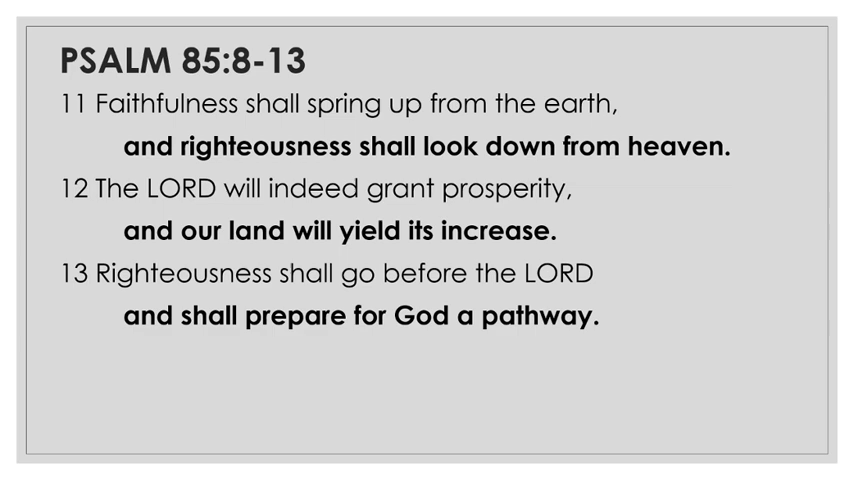 PSALM 85:8-13
11 Faithfulness shall spring up from the earth,
and righteousness shall look down from heaven.
12 The LORD will indeed grant prosperity,
and our land will yield its increase.
13 Righteousness shall go before the LORD
and shall prepare for God a pathway.